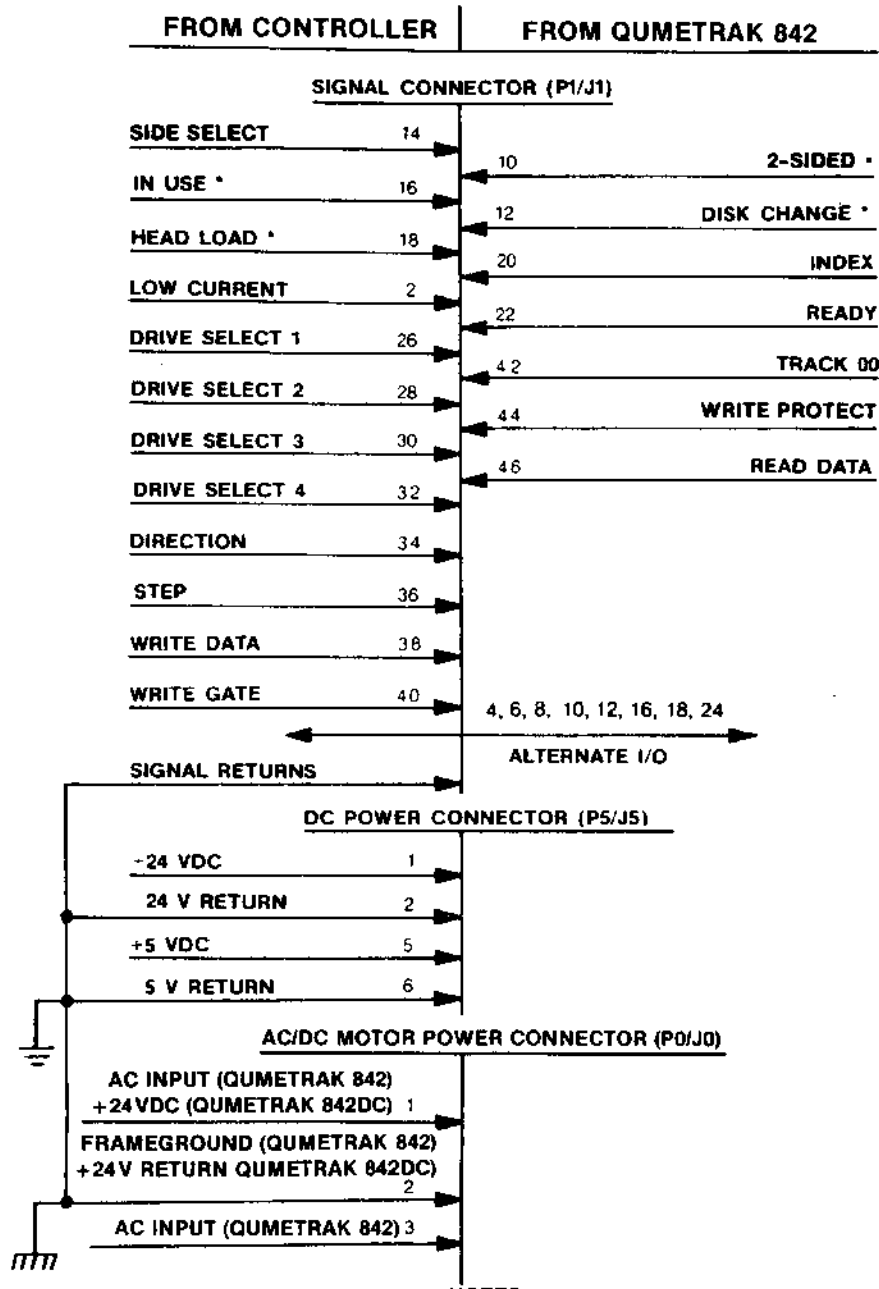 FROM CONTROLLER FROM QUMETRAK 842
SIGNAL CONNECTOR (P1/J1)
SIDE SELECT 14
10 2-SIDED *
IN USE * 16
12 DISK CHANGE *
HEAD LOAD * 18
20 INDEX
LOW CURRENT 2
22 READY
DRIVE SELECT 1 26
42 TRACK 00
DRIVE SELECT 2 28
44 WRITE PROTECT
DRIVE SELECT 3 30
46 READ DATA
DRIVE SELECT 4 32
DIRECTION 34
STEP 36
WRITE DATA 38
WRITE GATE 40
4, 6, 8, 10, 12, 16, 18, 24
ALTERNATE I/O
SIGNAL RETURNS
DC POWER CONNECTOR (P5/J5)
-24 VDC 1
24 V RETURN 2
+5 VDC 5
5 V RETURN 6
AC/DC MOTOR POWER CONNECTOR (P0/J0)
AC INPUT (QUMETRAK 842)
+24VDC (QUMETRAK 842DC) 1
FRAMEGROUND (QUMETRAK 842)
+24V RETURN QUMETRAK 842DC)
2
AC INPUT (QUMETRAK 842) 3